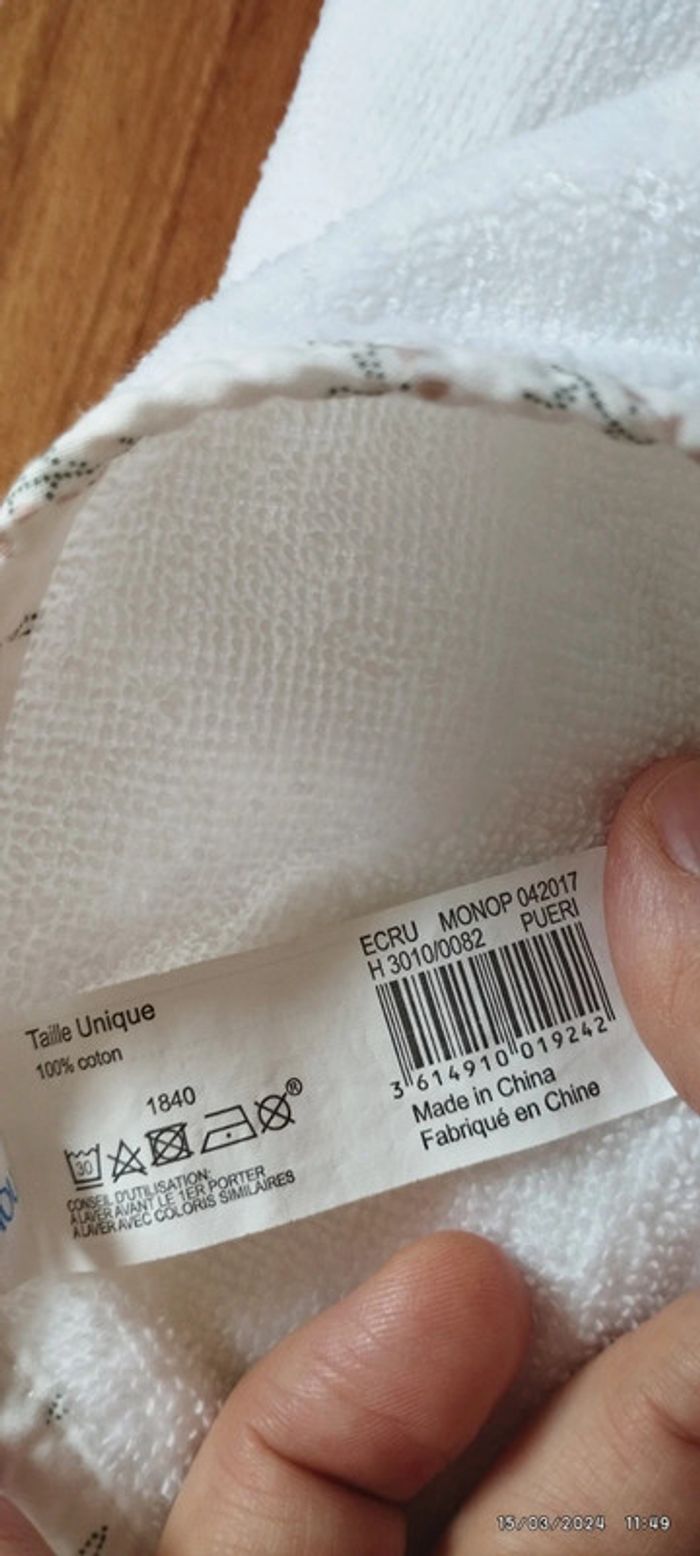 ECRU MONOP 042017
H 3010/0082 PUERI
3 614910 019242
Made in China
Fabriqué en Chine
Taille Unique
100% coton
1840
30
®
CONSEIL D'UTILISATION:
A LAVER AVANT LE 1ER PORTER
A LAVER AVEC COLORIS SIMILAIRES
15/03/2024 11:49